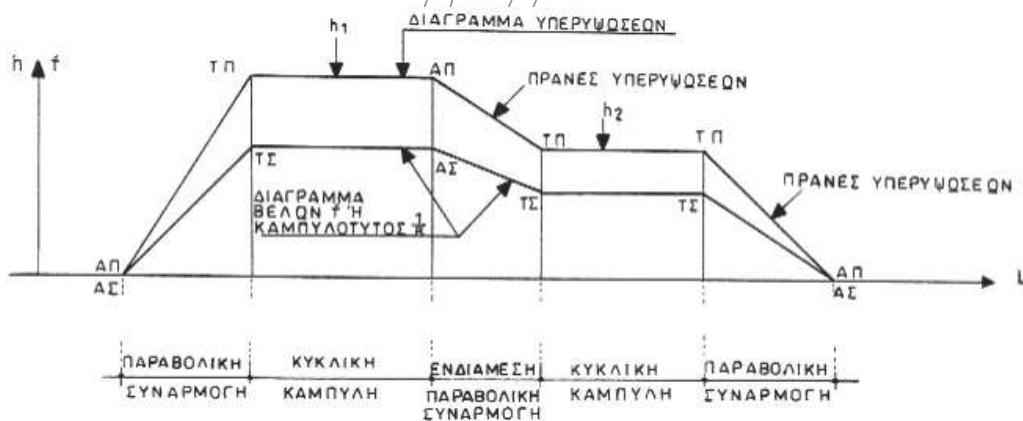 h₁
ΔΙΑΓΡΑΜΜΑ ΥΠΕΡΥΨΩΣΕΩΝ
h f
ΤΠ
ΑΠ
ΠΡΑΝΕΣ ΥΠΕΡΥΨΩΣΕΩΝ
h₂
ΤΠ
ΤΠ
ΤΣ
ΑΣ
ΠΡΑΝΕΣ ΥΠΕΡΥΨΩΣΕΩΝ
ΔΙΑΓΡΑΜΜΑ
ΒΕΛΩΝ f Ή
ΚΑΜΠΥΛΟΤΥΤΟΣ 1/R
ΤΣ
ΤΣ
ΑΠ
ΑΣ
ΑΠ
ΑΣ
L
ΠΑΡΑΒΟΛΙΚΗ
ΣΥΝΑΡΜΟΓΗ
ΚΥΚΛΙΚΗ
ΚΑΜΠΥΛΗ
ΕΝΔΙΑΜΕΣΗ
ΠΑΡΑΒΟΛΙΚΗ
ΣΥΝΑΡΜΟΓΗ
ΚΥΚΛΙΚΗ
ΚΑΜΠΥΛΗ
ΠΑΡΑΒΟΛΙΚΗ
ΣΥΝΑΡΜΟΓΗ